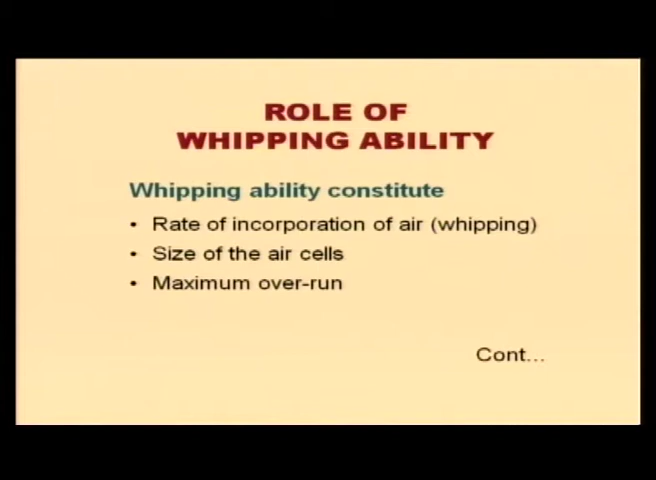 ROLE OF
WHIPPING ABILITY
Whipping ability constitute
• Rate of incorporation of air (whipping)
• Size of the air cells
• Maximum over-run
Cont...